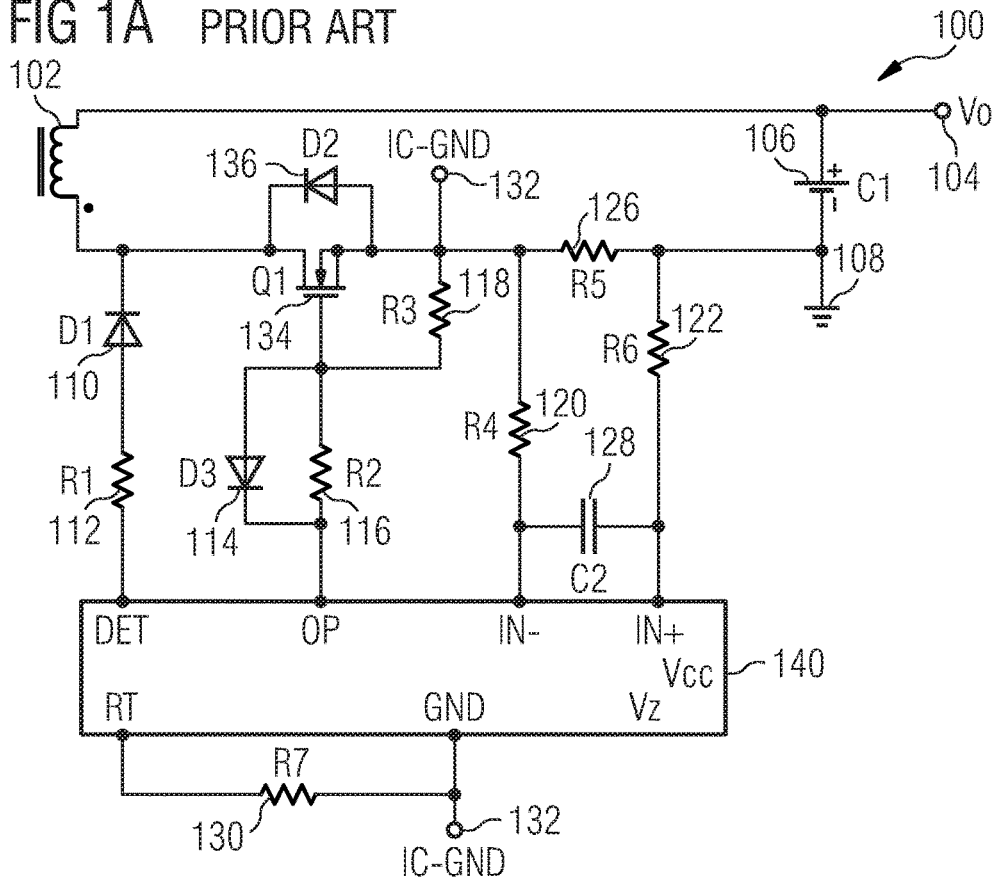 FIG 1A PRIOR ART
100
102
Vo
104
106
+
C1
-
D2
136
IC-GND
132
126
R5
108
Q1
134
R3
118
R6
122
D1
110
R4
120
128
C2
D3
114
R2
116
R1
112
DET OP IN- IN+
Vcc
140
RT GND Vz
R7
130
132
IC-GND